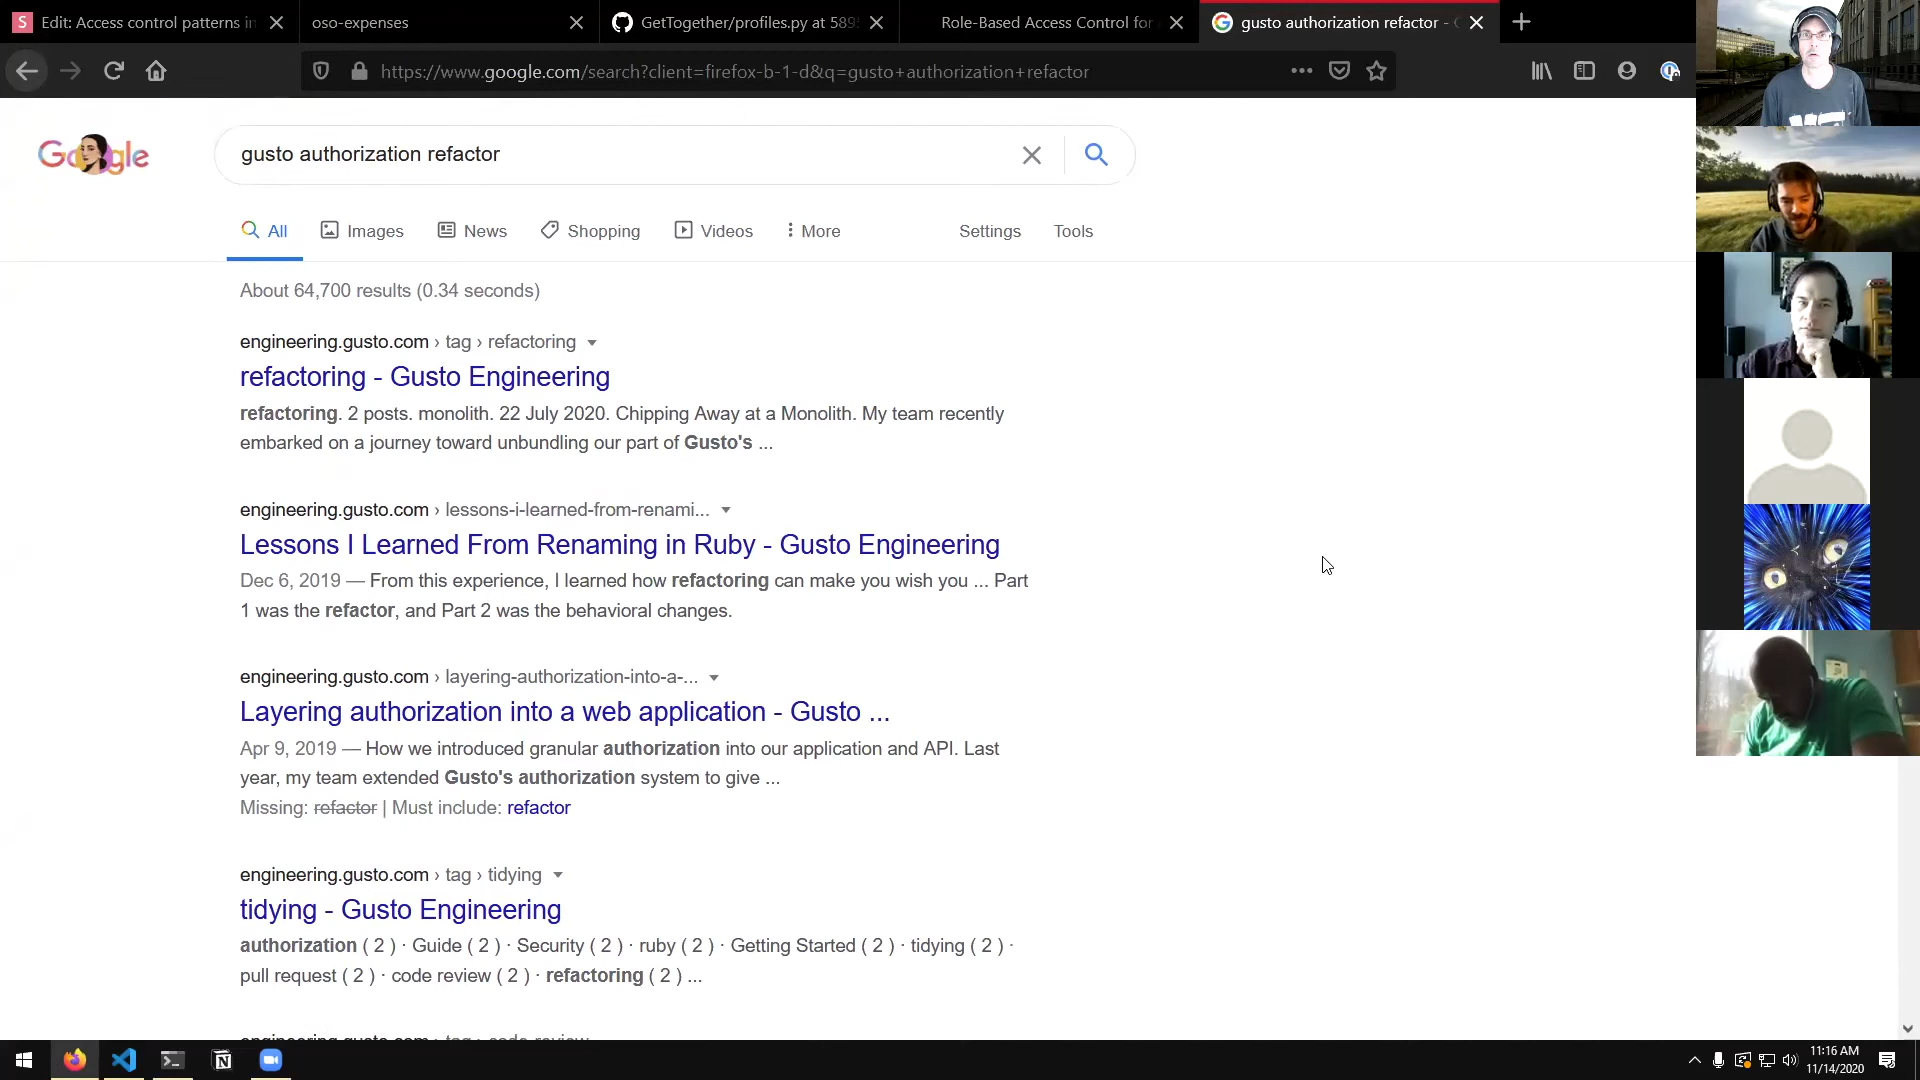 Edit: Access control patterns in
oso-expenses
GetTogether/profiles.py at 589
Role-Based Access Control for
gusto authorization refactor -
https://www.google.com/search?client=firefox-b-1-d&q=gusto+authorization+refactor
Google
gusto authorization refactor
All
Images
News
Shopping
Videos
More
Settings
Tools
About 64,700 results (0.34 seconds)
engineering.gusto.com › tag › refactoring
refactoring - Gusto Engineering
refactoring. 2 posts. monolith. 22 July 2020. Chipping Away at a Monolith. My team recently
embarked on a journey toward unbundling our part of Gusto's ...
engineering.gusto.com › lessons-i-learned-from-renami...
Lessons I Learned From Renaming in Ruby - Gusto Engineering
Dec 6, 2019 — From this experience, I learned how refactoring can make you wish you ... Part
1 was the refactor, and Part 2 was the behavioral changes.
engineering.gusto.com › layering-authorization-into-a-...
Layering authorization into a web application - Gusto ...
Apr 9, 2019 — How we introduced granular authorization into our application and API. Last
year, my team extended Gusto's authorization system to give ...
Missing: refactor | Must include: refactor
engineering.gusto.com › tag › tidying
tidying - Gusto Engineering
authorization ( 2 ) · Guide ( 2 ) · Security ( 2 ) · ruby ( 2 ) · Getting Started ( 2 ) · tidying ( 2 ) ·
pull request ( 2 ) · code review ( 2 ) · refactoring ( 2 ) ...
engineering.gusto.com › tag › code-review
11:16 AM
11/14/2020